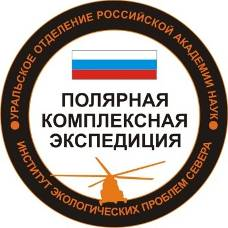 УРАЛЬСКОЕ ОТДЕЛЕНИЕ РОССИЙСКОЙ АКАДЕМИИ НАУК
ПОЛЯРНАЯ
КОМПЛЕКСНАЯ
ЭКСПЕДИЦИЯ
ИНСТИТУТ ЭКОЛОГИЧЕСКИХ ПРОБЛЕМ СЕВЕРА